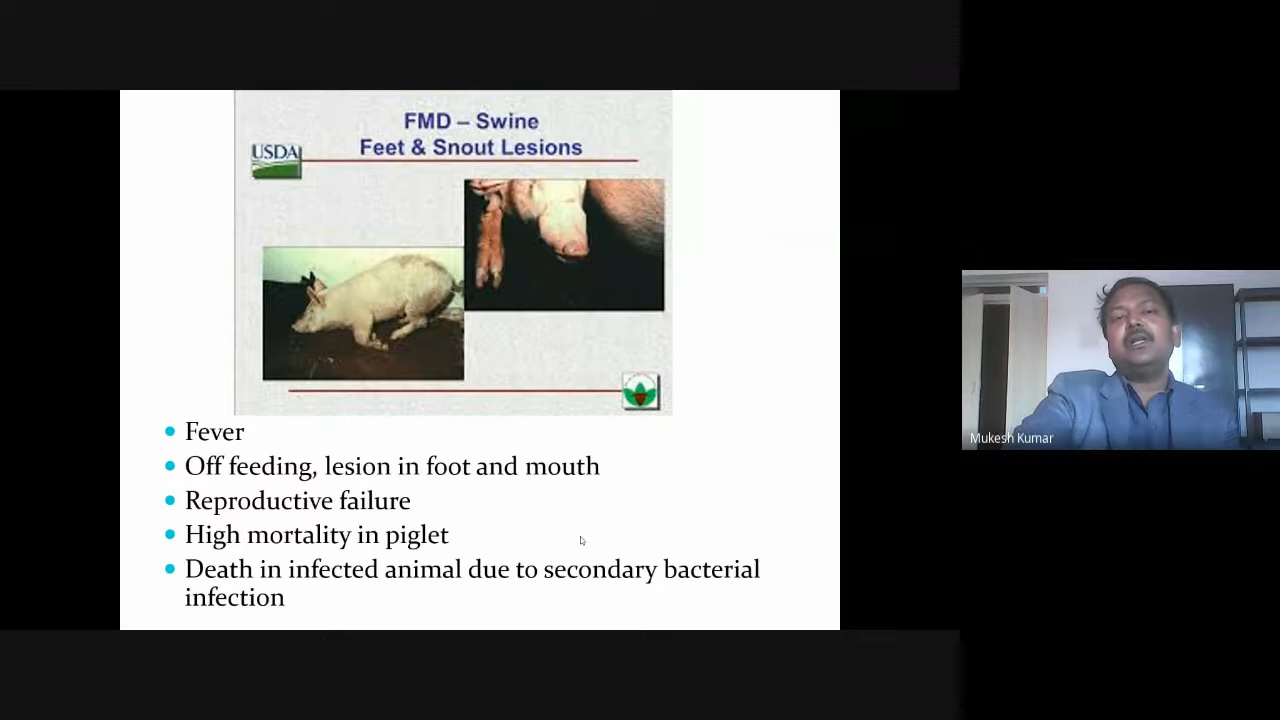 FMD – Swine
Feet & Snout Lesions
USDA
Fever
Off feeding, lesion in foot and mouth
Reproductive failure
High mortality in piglet
Death in infected animal due to secondary bacterial
infection
Mukesh Kumar